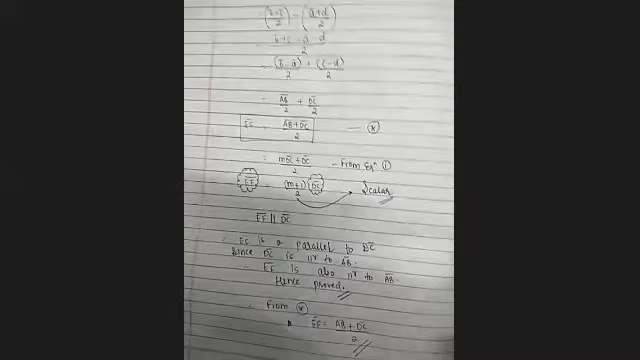 (b̄+c̄)/2 - (ā+d̄)/2
b̄+c̄-ā-d̄/2
= (b̄-ā)/2 + (c̄-d̄)/2
= AB/2 + DC/2
EF = AB+DC/2 — (*)
= mDC+DC/2 - From Eqn ①
EF = (m+1)/2 DC Scalar
EF || DC
∴ EF is a parallel to DC
Since DC is llr to AB.
∴ EF is also llr to AB.
Hence proved.
∴ From (*)
EF = AB + DC/2